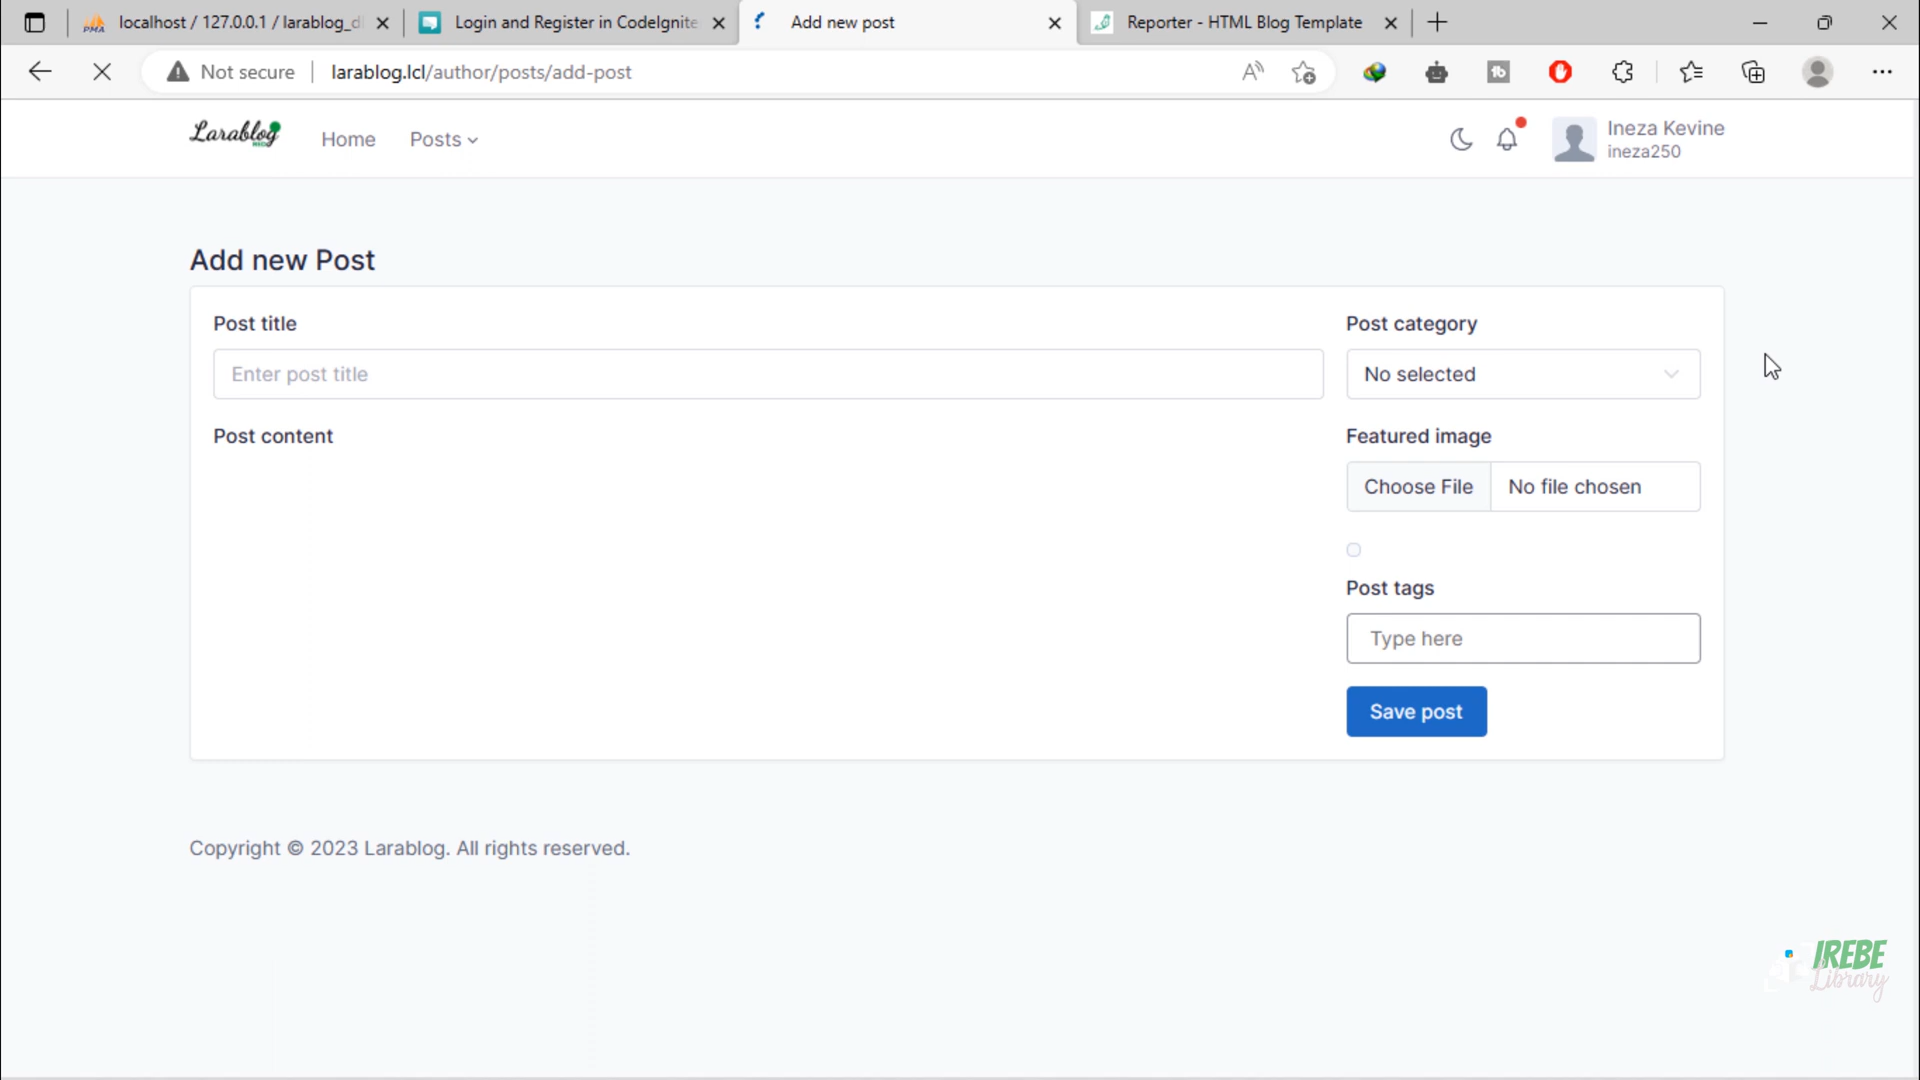 localhost / 127.0.0.1 / larablog_d
Login and Register in CodeIgnite
Add new post
Reporter - HTML Blog Template
Not secure
larablog.lcl/author/posts/add-post
Larablog
Home
Posts
Ineza Kevine
ineza250
Add new Post
Post title
Enter post title
Post content
Post category
No selected
Featured image
Choose File
No file chosen
Post tags
Type here
Save post
Copyright © 2023 Larablog. All rights reserved.
IREBE
Library